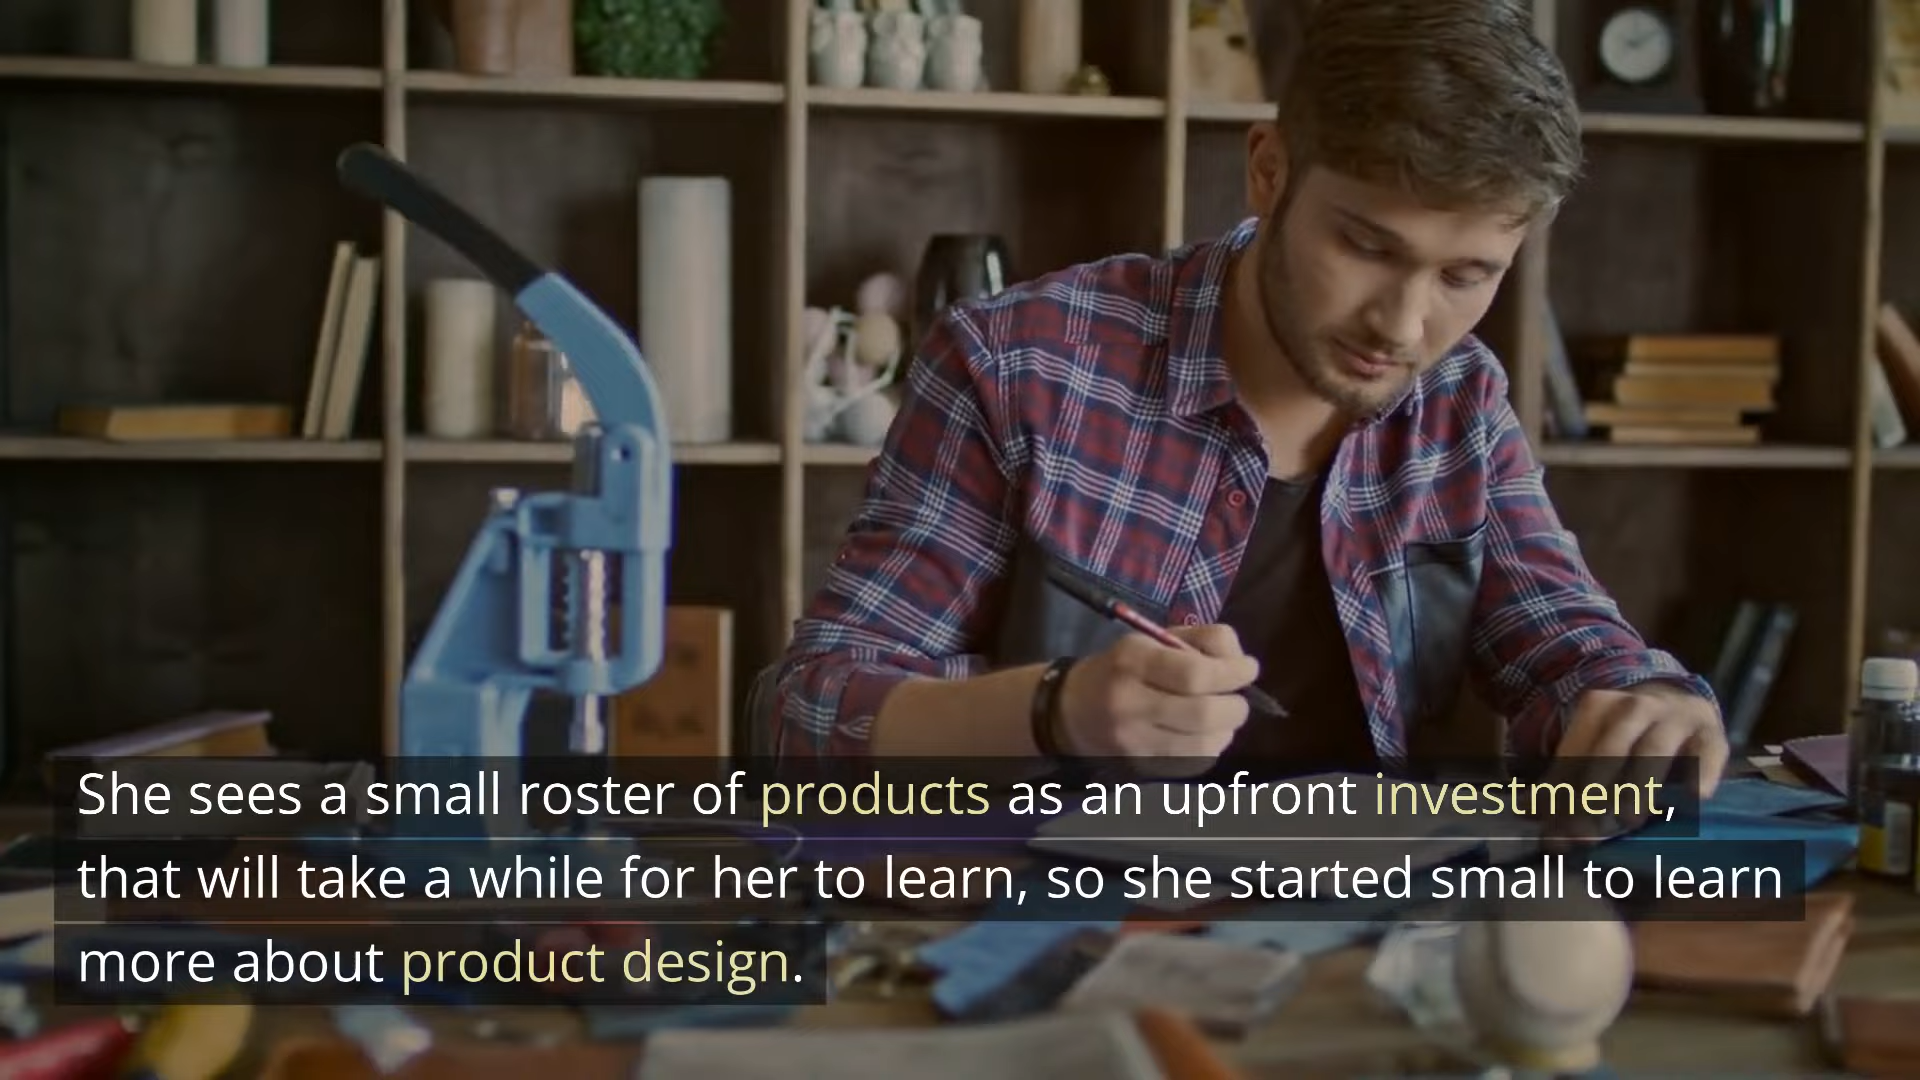 She sees a small roster of products as an upfront investment,
that will take a while for her to learn, so she started small to learn
more about product design.